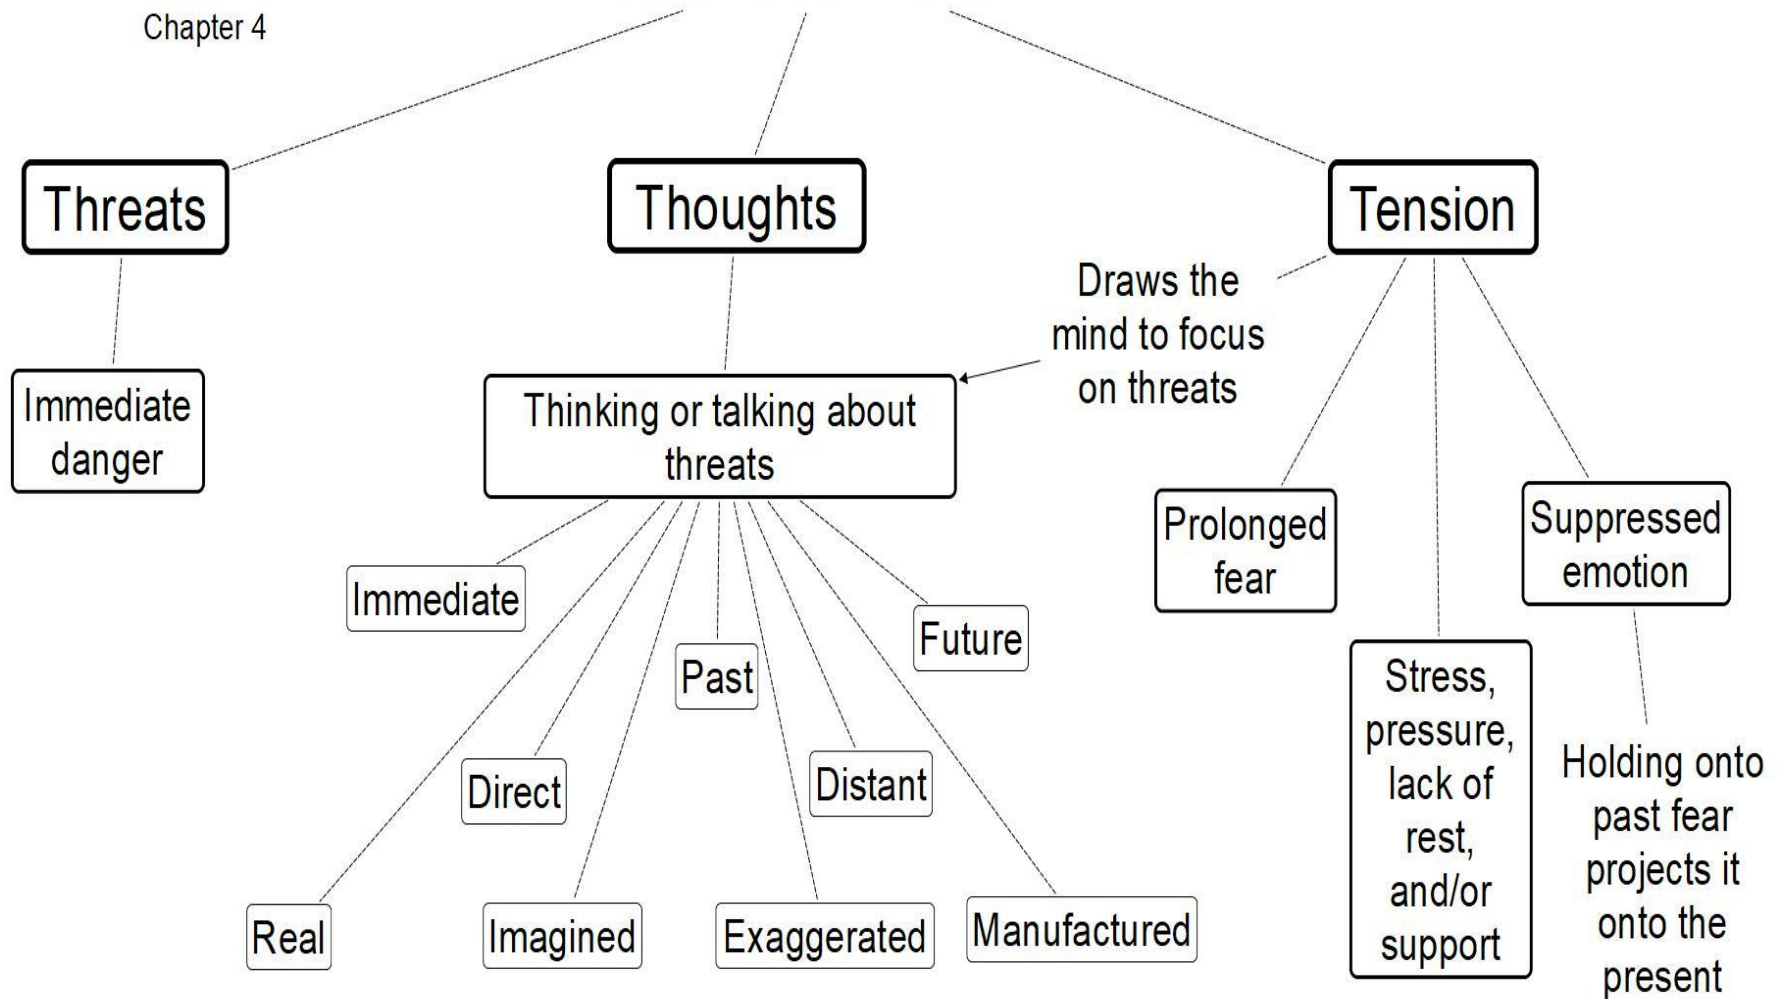 Chapter 4
Threats
Thoughts
Tension
Immediate
danger
Thinking or talking about
threats
Draws the
mind to focus
on threats
Prolonged
fear
Suppressed
emotion
Immediate
Future
Past
Direct
Distant
Real
Imagined
Exaggerated
Manufactured
Stress,
pressure,
lack of
rest,
and/or
support
Holding onto
past fear
projects it
onto the
present